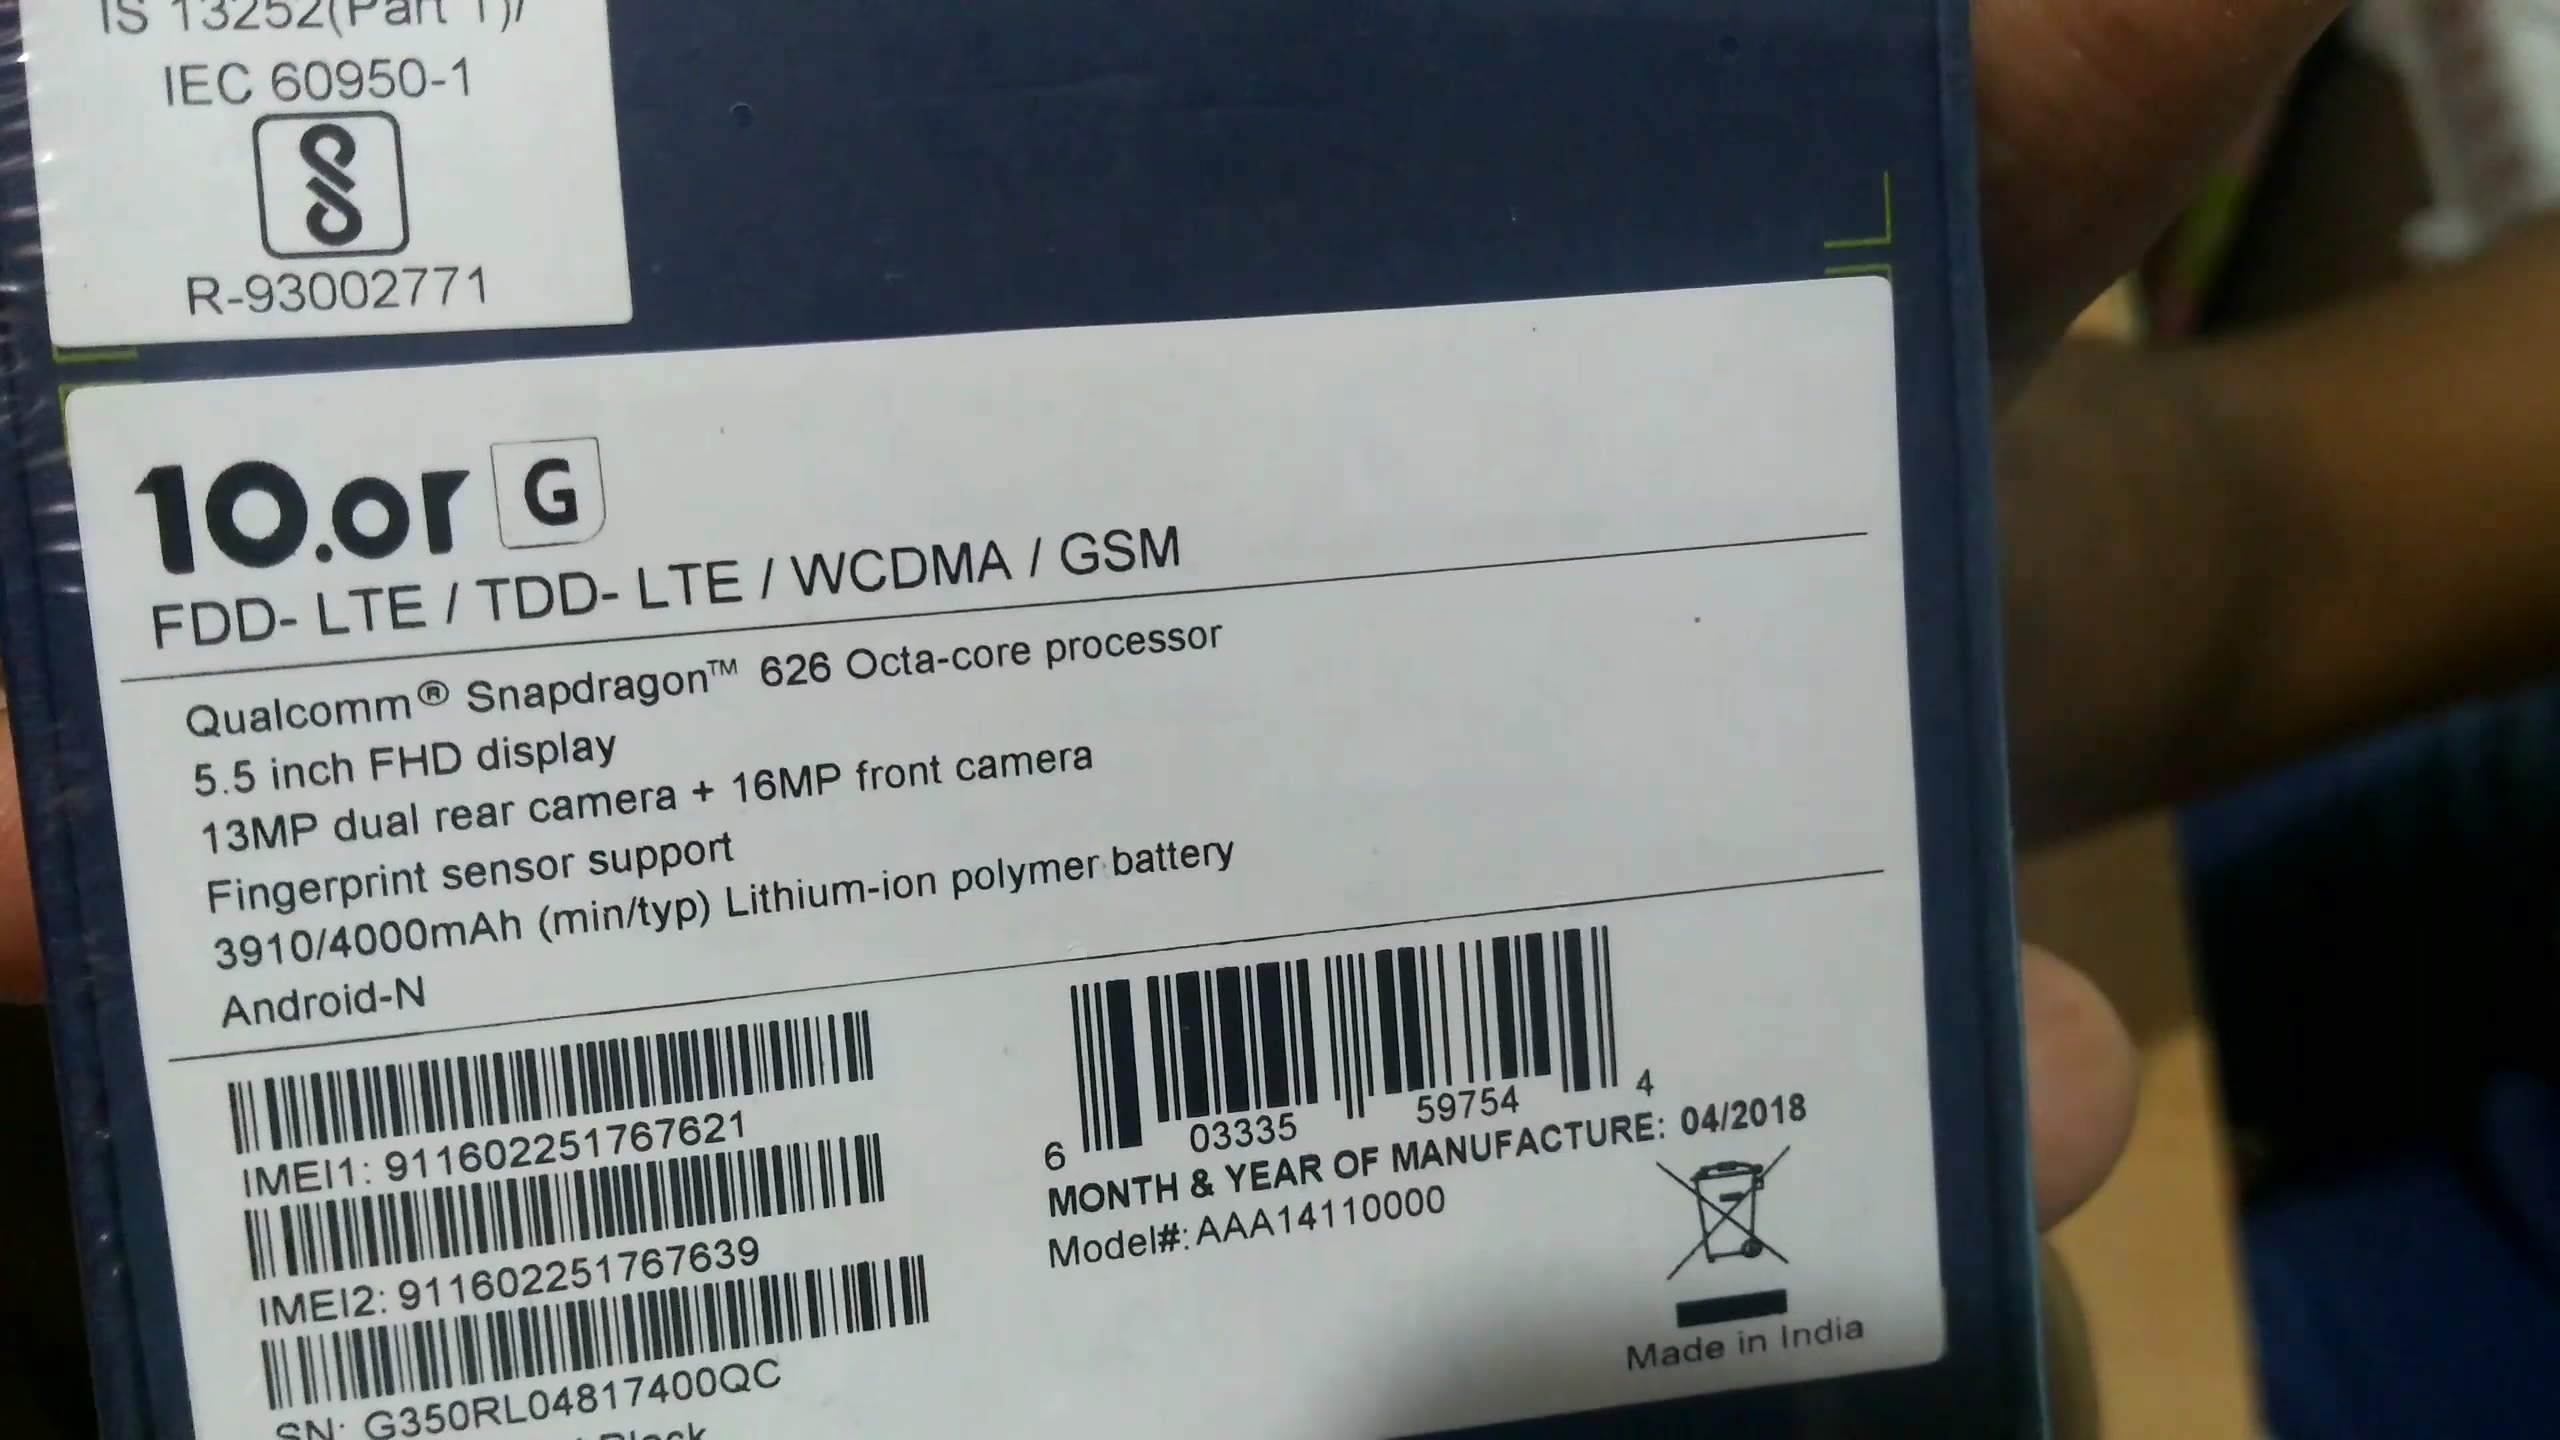 IS 13252(Part 1)/
IEC 60950-1
R-93002771
10.or G
FDD- LTE / TDD- LTE / WCDMA / GSM
Qualcomm® Snapdragon™ 626 Octa-core processor
5.5 inch FHD display
13MP dual rear camera + 16MP front camera
Fingerprint sensor support
3910/4000mAh (min/typ) Lithium-ion polymer battery
Android-N
IMEI1: 911602251767621
IMEI2: 911602251767639
SN: G350RL04817400QC
Black
6 03335 59754 4
MONTH & YEAR OF MANUFACTURE: 04/2018
Model#: AAA14110000
Made in India